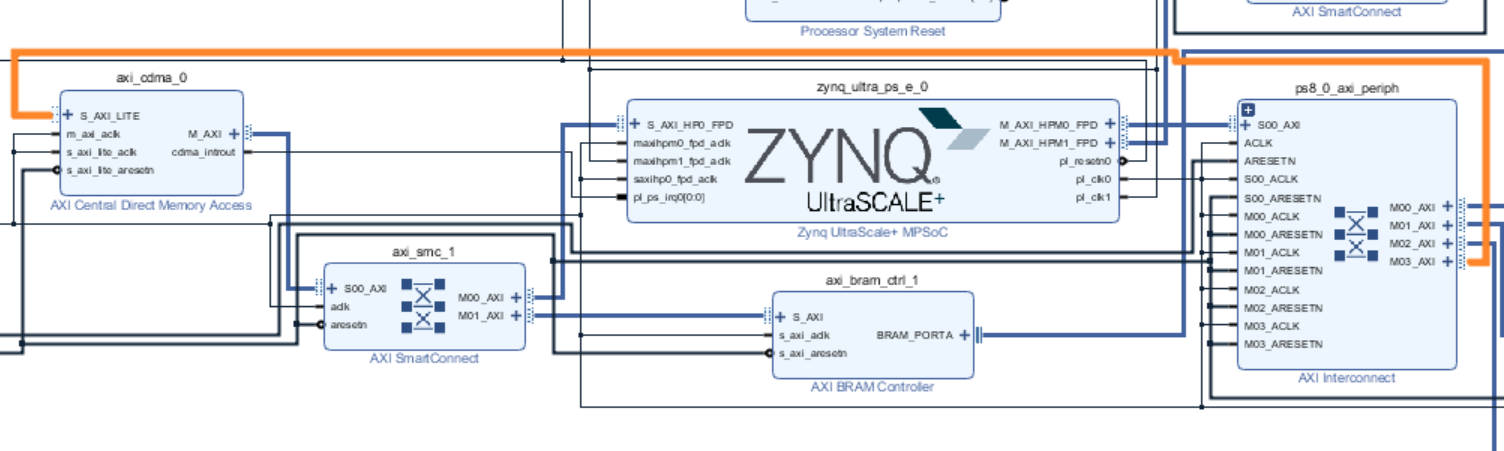 AXI SmartConnect
Processor System Reset
axi_cdma_0
S_AXI_LITE
m_axi_aclk
s_axi_lite_aclk
s_axi_lite_aresetn
M_AXI
cdma_introut
AXI Central Direct Memory Access
zynq_ultra_ps_e_0
S_AXI_HP0_FPD
maxihpm0_fpd_aclk
maxihpm1_fpd_aclk
saxihp0_fpd_aclk
pl_ps_irq0[0:0]
ZYNQ
UltraSCALE+
M_AXI_HPM0_FPD
M_AXI_HPM1_FPD
pl_resetn0
pl_clk0
pl_clk1
Zynq UltraScale+ MPSoC
ps8_0_axi_periph
S00_AXI
ACLK
ARESETN
S00_ACLK
S00_ARESETN
M00_ACLK
M00_ARESETN
M01_ACLK
M01_ARESETN
M02_ACLK
M02_ARESETN
M03_ACLK
M03_ARESETN
M00_AXI
M01_AXI
M02_AXI
M03_AXI
AXI Interconnect
axi_smc_1
S00_AXI
aclk
aresetn
M00_AXI
M01_AXI
AXI SmartConnect
axi_bram_ctrl_1
S_AXI
s_axi_aclk
s_axi_aresetn
BRAM_PORTA
AXI BRAM Controller